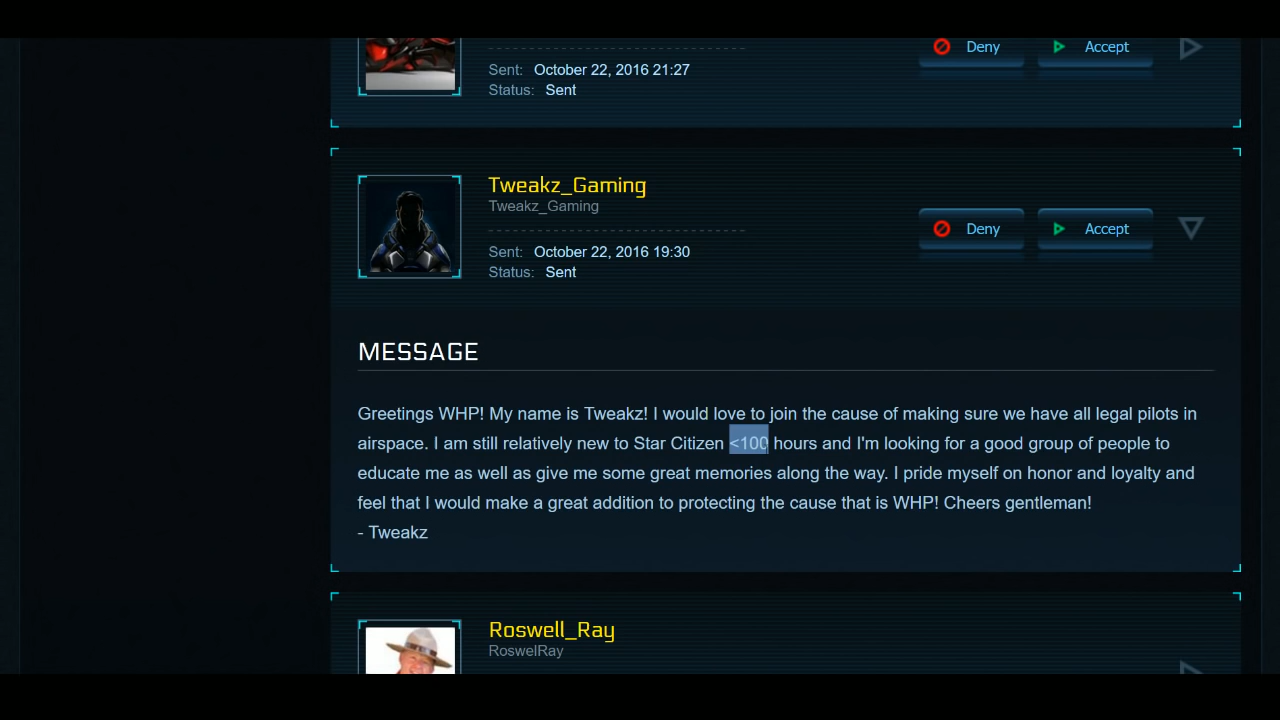 Deny
Accept
Sent: October 22, 2016 21:27
Status: Sent
Tweakz_Gaming
Tweakz_Gaming
Deny
Accept
Sent: October 22, 2016 19:30
Status: Sent
MESSAGE
Greetings WHP! My name is Tweakz! I would love to join the cause of making sure we have all legal pilots in
airspace. I am still relatively new to Star Citizen <100 hours and I'm looking for a good group of people to
educate me as well as give me some great memories along the way. I pride myself on honor and loyalty and
feel that I would make a great addition to protecting the cause that is WHP! Cheers gentleman!
- Tweakz
Roswell_Ray
RoswelRay